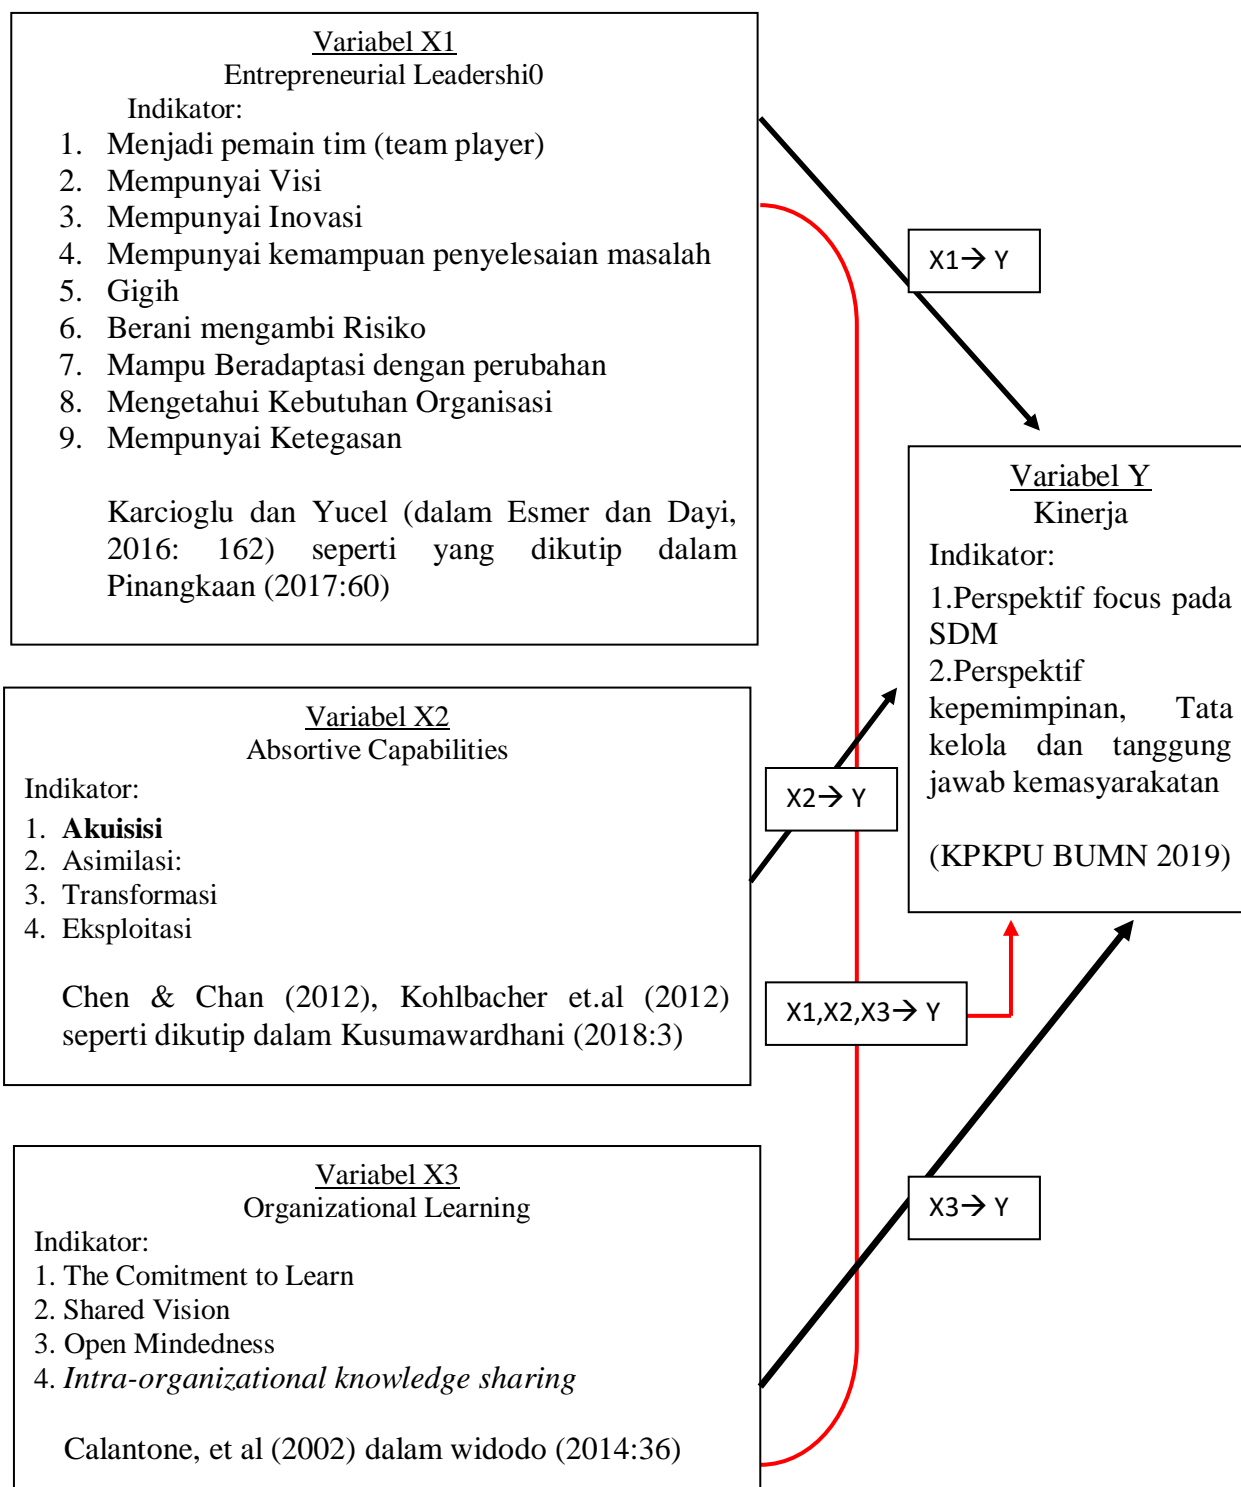 Variabel X1
Entrepreneurial Leadershi0
Indikator:
1. Menjadi pemain tim (team player)
2. Mempunyai Visi
3. Mempunyai Inovasi
4. Mempunyai kemampuan penyelesaian masalah
5. Gigih
6. Berani mengambi Risiko
7. Mampu Beradaptasi dengan perubahan
8. Mengetahui Kebutuhan Organisasi
9. Mempunyai Ketegasan
Karcioglu dan Yucel (dalam Esmer dan Dayi,
2016: 162) seperti yang dikutip dalam
Pinangkaan (2017:60)
X1→ Y
Variabel Y
Kinerja
Indikator:
1.Perspektif focus pada
SDM
2.Perspektif
kepemimpinan, Tata
kelola dan tanggung
jawab kemasyarakatan
(KPKPU BUMN 2019)
Variabel X2
Absortive Capabilities
Indikator:
1. Akuisisi
2. Asimilasi:
3. Transformasi
4. Eksploitasi
Chen & Chan (2012), Kohlbacher et.al (2012)
seperti dikutip dalam Kusumawardhani (2018:3)
X2→ Y
X1,X2,X3→ Y
Variabel X3
Organizational Learning
Indikator:
1. The Comitment to Learn
2. Shared Vision
3. Open Mindedness
4. Intra-organizational knowledge sharing
Calantone, et al (2002) dalam widodo (2014:36)
X3→ Y